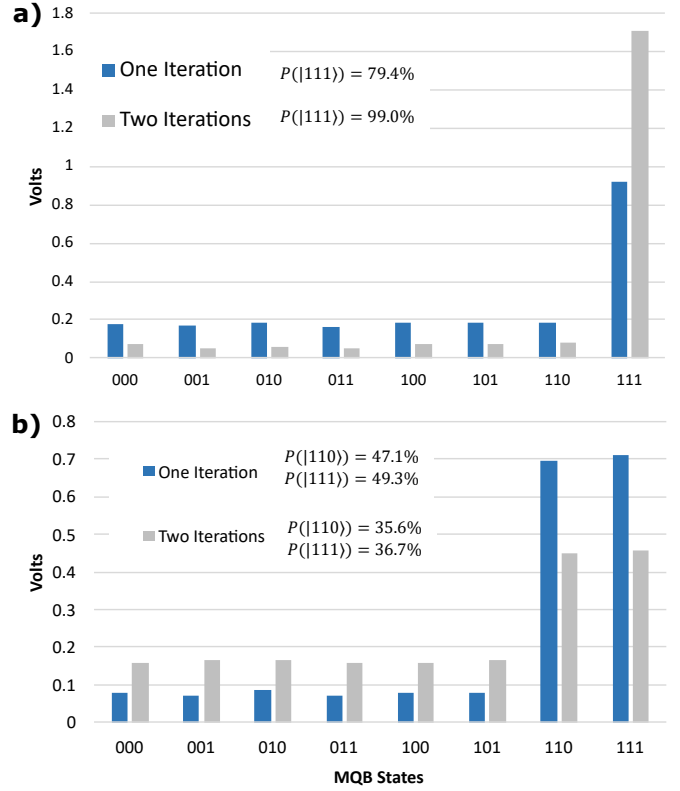 a)
1.8
1.6
1.4
1.2
1
0.8
0.6
0.4
0.2
0
Volts
One Iteration P(|111⟩) = 79.4%
Two Iterations P(|111⟩) = 99.0%
000 001 010 011 100 101 110 111
b)
0.8
0.7
0.6
0.5
0.4
0.3
0.2
0.1
0
Volts
One Iteration
P(|110⟩) = 47.1%
P(|111⟩) = 49.3%
Two Iterations
P(|110⟩) = 35.6%
P(|111⟩) = 36.7%
000 001 010 011 100 101 110 111
MQB States